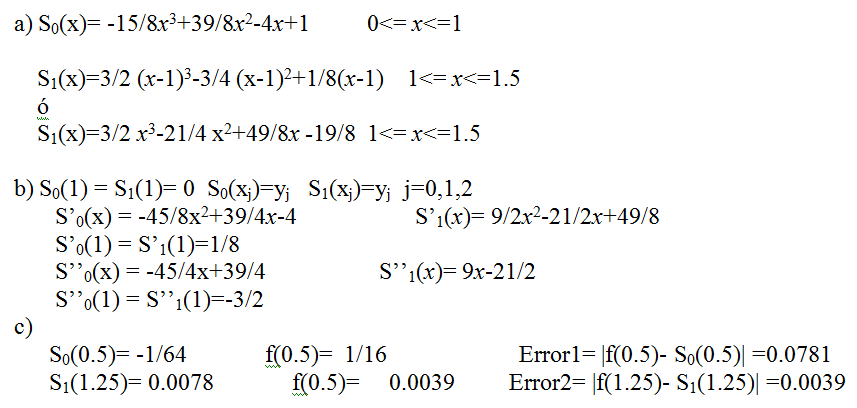 a) S₀(x)= -15/8x³+39/8x²-4x+1 0<= x<=1
S₁(x)=3/2 (x-1)³-3/4 (x-1)²+1/8(x-1) 1<= x<=1.5
ó
S₁(x)=3/2 x³-21/4 x²+49/8x -19/8 1<= x<=1.5
b) S₀(1) = S₁(1)= 0 S₀(xⱼ)=yⱼ S₁(xⱼ)=yⱼ j=0,1,2
S’₀(x) = -45/8x²+39/4x-4 S’₁(x)= 9/2x²-21/2x+49/8
S’₀(1) = S’₁(1)=1/8
S’’₀(x) = -45/4x+39/4 S’’₁(x)= 9x-21/2
S’’₀(1) = S’’₁(1)=-3/2
c)
S₀(0.5)= -1/64 f(0.5)= 1/16 Error1= |f(0.5)- S₀(0.5)| =0.0781
S₁(1.25)= 0.0078 f(0.5)= 0.0039 Error2= |f(1.25)- S₁(1.25)| =0.0039